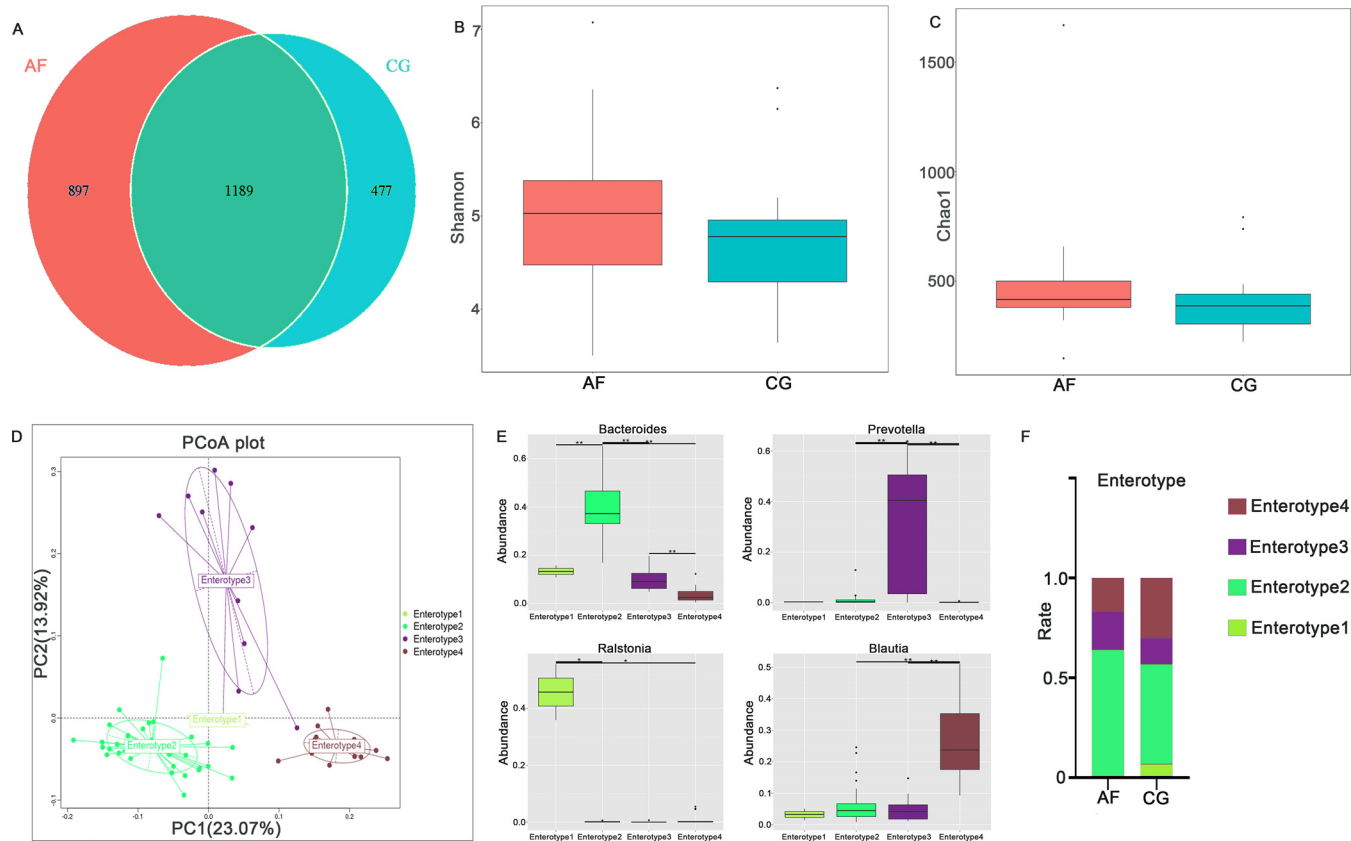 A
AF
CG
897
1189
477
B
Shannon
7
6
5
4
AF
CG
C
Chao1
1500
1000
500
AF
CG
D
PCoA plot
PC2(13.92%)
0.3
0.2
0.1
0.0
-0.1
Enterotype3
Enterotype1
Enterotype2
Enterotype4
Enterotype1
Enterotype2
Enterotype3
Enterotype4
-0.2
-0.1
0.0
0.1
0.2
PC1(23.07%)
E
Bacteroides
Abundance
0.6
0.4
0.2
0.0
**
**
**
**
Enterotype1
Enterotype2
Enterotype3
Enterotype4
Prevotella
Abundance
0.6
0.4
0.2
0.0
**
*
**
Enterotype1
Enterotype2
Enterotype3
Enterotype4
Ralstonia
Abundance
0.4
0.2
0.0
*
*
Enterotype1
Enterotype2
Enterotype3
Enterotype4
Blautia
Abundance
0.5
0.4
0.3
0.2
0.1
0.0
**
**
Enterotype1
Enterotype2
Enterotype3
Enterotype4
F
Enterotype
Rate
1.0
0.5
0
AF
CG
Enterotype4
Enterotype3
Enterotype2
Enterotype1